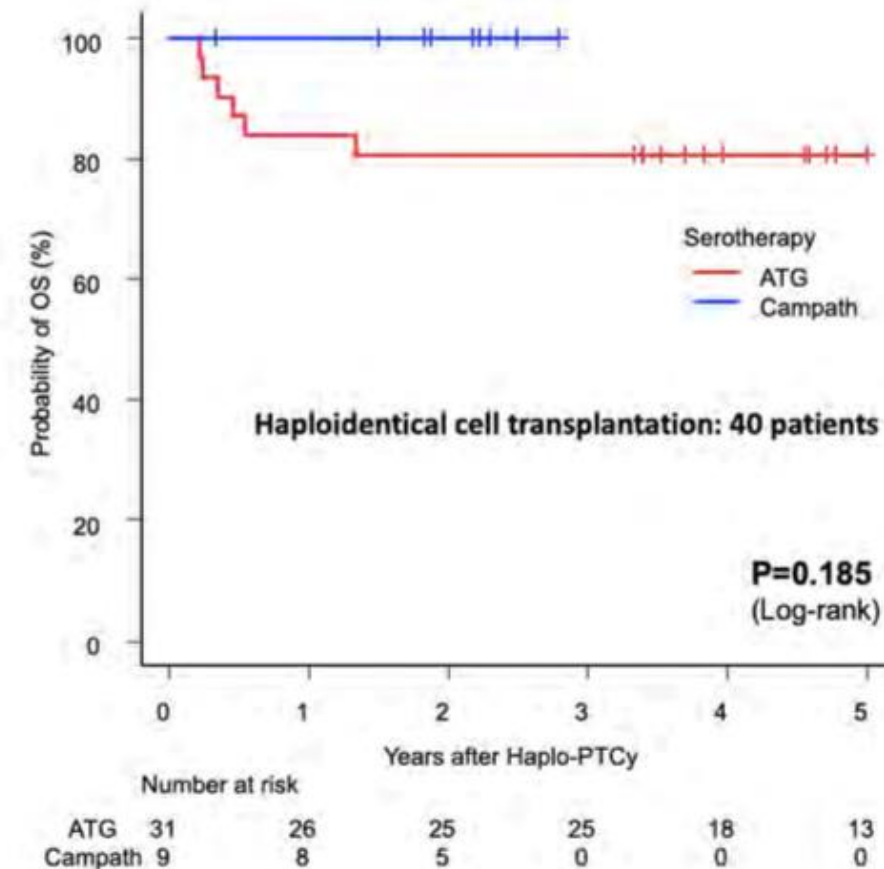 100
80
60
40
20
0
Probability of OS (%)
Serotherapy
ATG
Campath
Haploidentical cell transplantation: 40 patients
P=0.185
(Log-rank)
0 1 2 3 4 5
Years after Haplo-PTCy
Number at risk
ATG 31 26 25 25 18 13
Campath 9 8 5 0 0 0